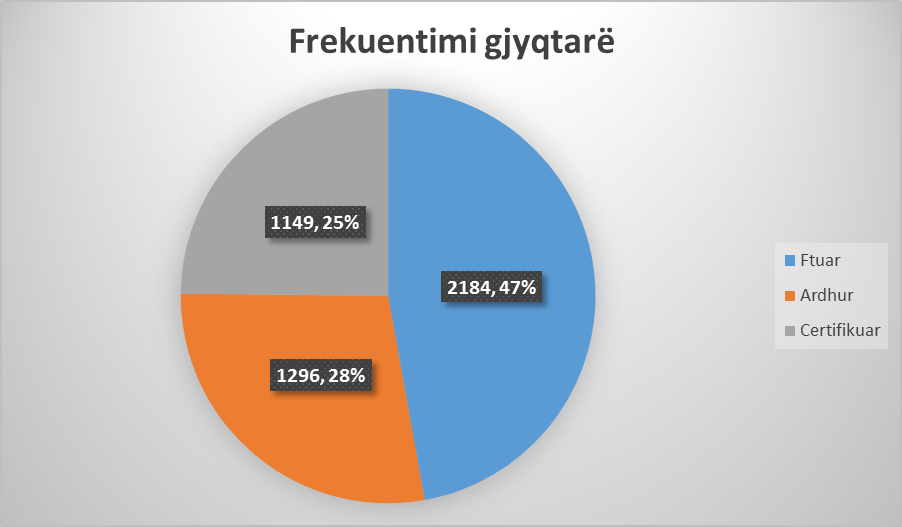 Frekuentimi gjyqtarë
1149, 25%
2184, 47%
1296, 28%
Ftuar
Ardhur
Certifikuar